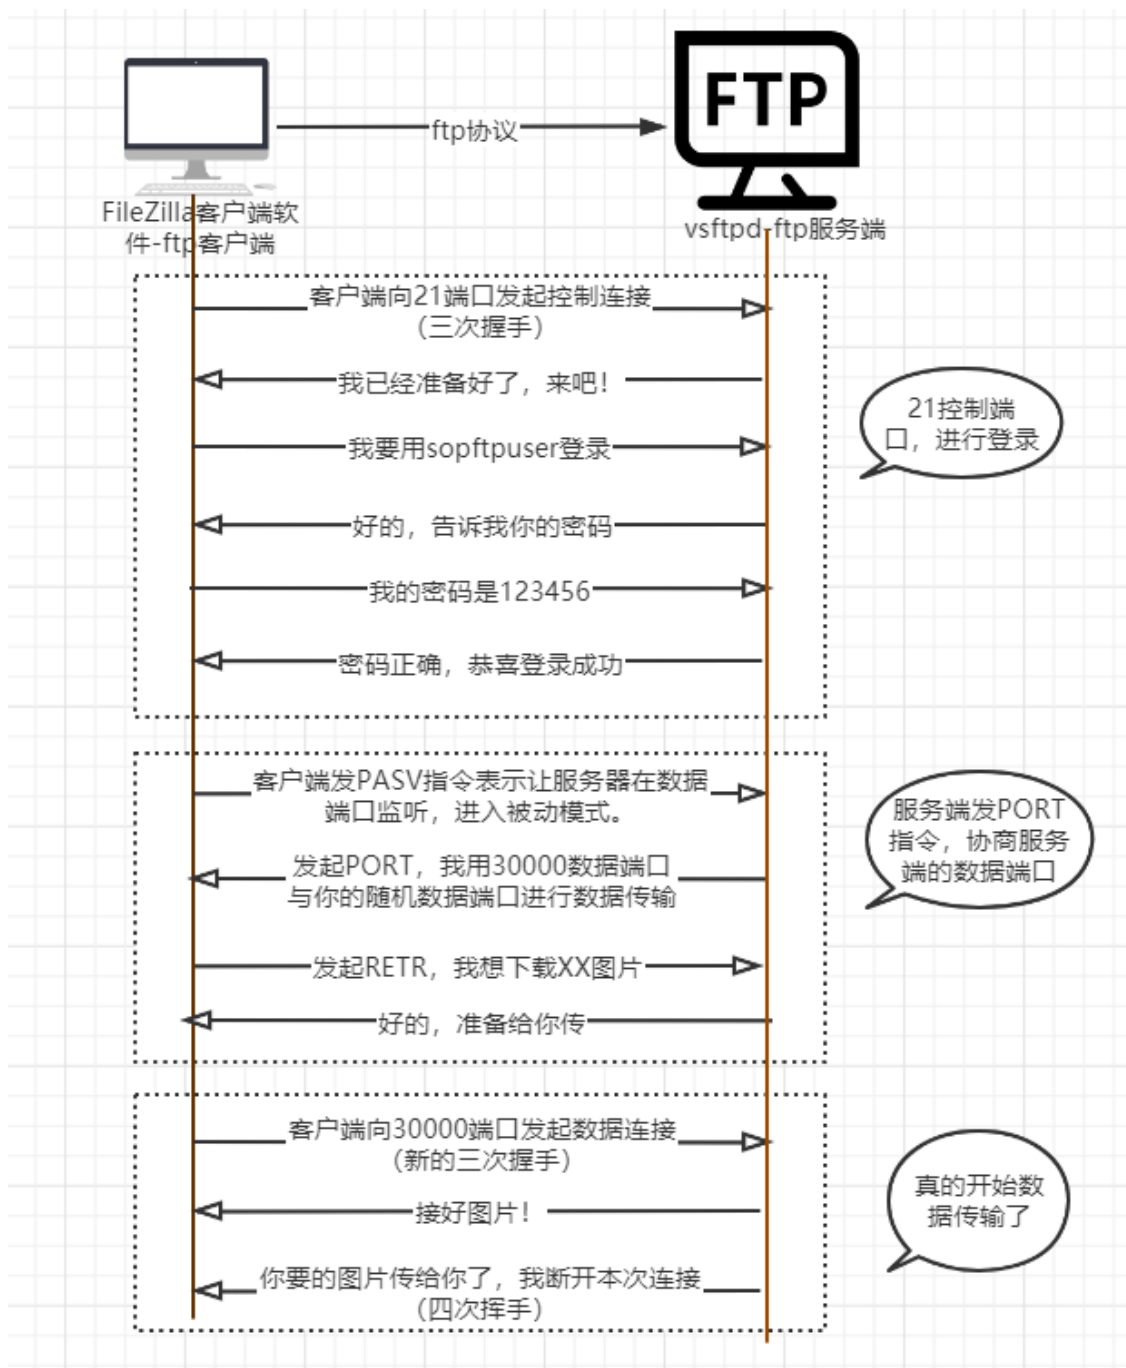 FTP
ftp协议
FileZilla客户端软
件-ftp客户端
vsftpd-ftp服务端
客户端向21端口发起控制连接
（三次握手）
我已经准备好了，来吧！
21控制端
口，进行登录
我要用sopftpuser登录
好的，告诉我你的密码
我的密码是123456
密码正确，恭喜登录成功
客户端发PASV指令表示让服务器在数据
端口监听，进入被动模式。
服务端发PORT
指令，协商服务
端的数据端口
发起PORT，我用30000数据端口
与你的随机数据端口进行数据传输
发起RETR，我想下载XX图片
好的，准备给你传
客户端向30000端口发起数据连接
（新的三次握手）
真的开始数
据传输了
接好图片！
你要的图片传给你了，我断开本次连接
（四次挥手）